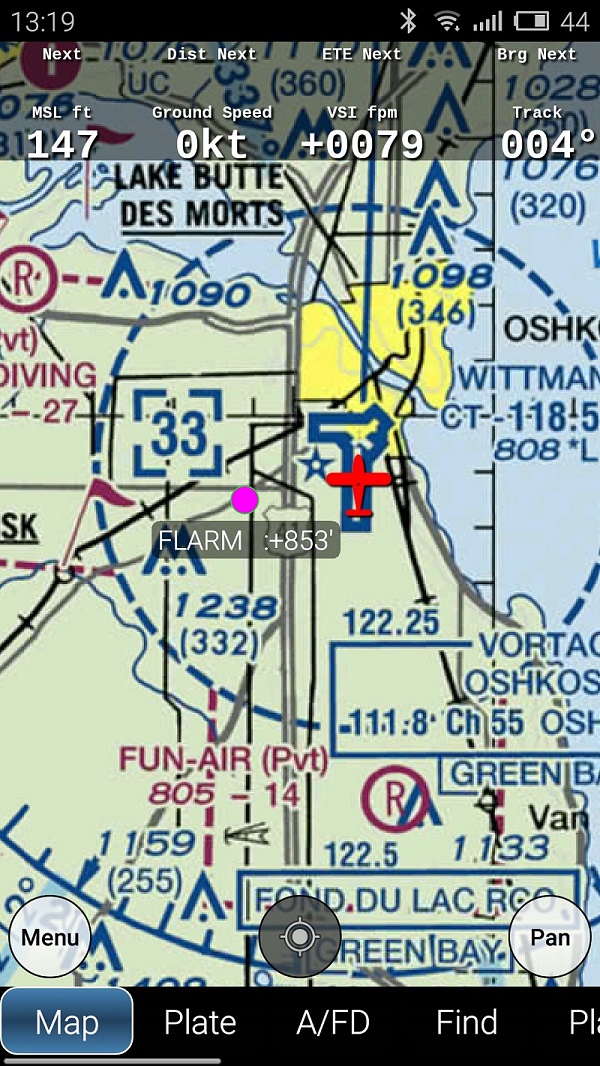 13:19 44
Next Dist Next ETE Next Brg Next
UC (360) 1028
MSL ft Ground Speed VSI fpm Track
147 0kt +0079 004°
1076
LAKE BUTTE (320)
DES MORTS
R 1090 1098
(346)
OSHK
DIVING WITTMAN
- 27 33 CT - 118.5
808 *L
SK
FLARM :+853'
1238
(332) 122.25
VORTAC
OSHKOS
111.8 Ch 55 OSH
FUN-AIR (Pvt) GREEN BA
805 - 14 R
Van
1159 122.5 1133
(255)
FOND DU LAC RCO
2°
Menu GREEN BAY Pan
Map Plate A/FD Find Pla